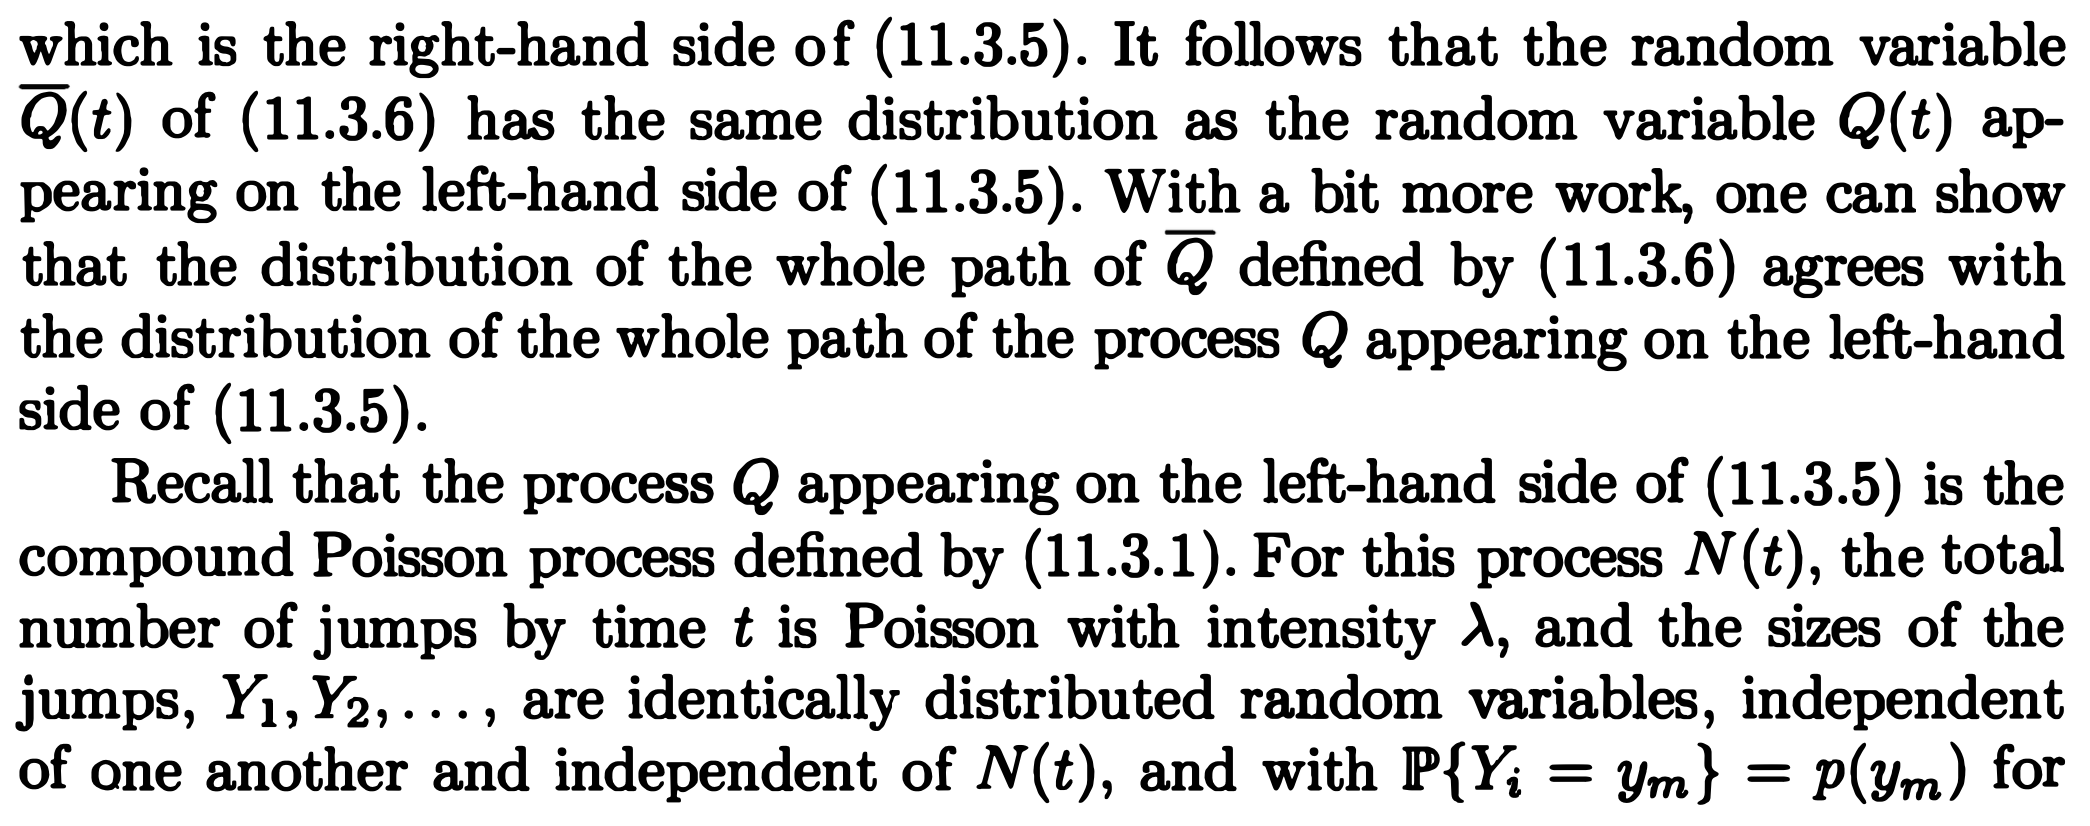 which is the right-hand side of (11.3.5). It follows that the random variable
Q̅(t) of (11.3.6) has the same distribution as the random variable Q(t) ap-
pearing on the left-hand side of (11.3.5). With a bit more work, one can show
that the distribution of the whole path of Q̅ defined by (11.3.6) agrees with
the distribution of the whole path of the process Q appearing on the left-hand
side of (11.3.5).
Recall that the process Q appearing on the left-hand side of (11.3.5) is the
compound Poisson process defined by (11.3.1). For this process N(t), the total
number of jumps by time t is Poisson with intensity λ, and the sizes of the
jumps, Y₁, Y₂, . . . , are identically distributed random variables, independent
of one another and independent of N(t), and with ℙ{Yᵢ = yₘ} = p(yₘ) for